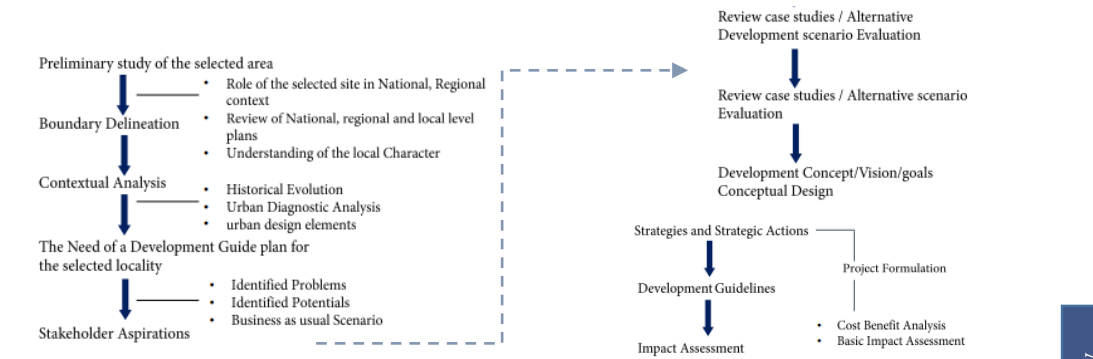 Preliminary study of the selected area
• Role of the selected site in National, Regional
context
Boundary Delineation
• Review of National, regional and local level
plans
• Understanding of the local Character
Contextual Analysis
• Historical Evolution
• Urban Diagnostic Analysis
• urban design elements
The Need of a Development Guide plan for
the selected locality
• Identified Problems
• Identified Potentials
• Business as usual Scenario
Stakeholder Aspirations
Review case studies / Alternative
Development scenario Evaluation
Review case studies / Alternative scenario
Evaluation
Development Concept/Vision/goals
Conceptual Design
Strategies and Strategic Actions
Project Formulation
Development Guidelines
• Cost Benefit Analysis
• Basic Impact Assessment
Impact Assessment